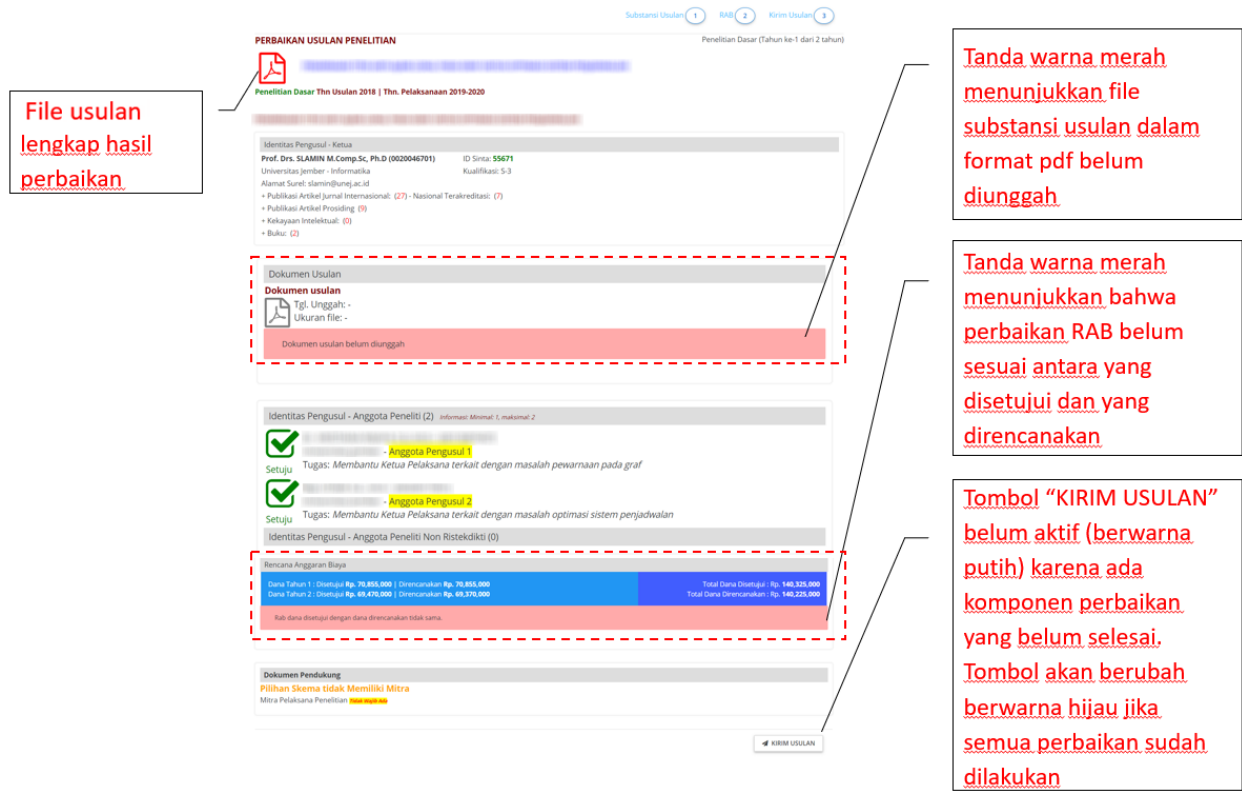 Substansi Usulan 1 RAB 2 Kirim Usulan 3
PERBAIKAN USULAN PENELITIAN
Penelitian Dasar (Tahun ke-1 dari 2 tahun)
Penelitian Dasar Thn Usulan 2018 | Thn. Pelaksanaan 2019-2020
File usulan
lengkap hasil
perbaikan
Identitas Pengusul - Ketua
Prof. Drs. SLAMIN M.Comp.Sc, Ph.D (0020046701) ID Sinta: 55671
Universitas Jember - Informatika Kualifikasi: S-3
Alamat Surel: slamin@unej.ac.id
+ Publikasi Artikel Jurnal Internasional: (27) - Nasional Terakreditasi: (7)
+ Publikasi Artikel Prosiding (9)
+ Kekayaan Intelektual: (0)
+ Buku: (2)
Dokumen Usulan
Dokumen usulan
Tgl. Unggah: -
Ukuran file: -
Dokumen usulan belum diunggah
Identitas Pengusul - Anggota Peneliti (2) Informasi: Minimal: 1, maksimal: 2
- Anggota Pengusul 1
Setuju
Tugas: Membantu Ketua Pelaksana terkait dengan masalah pewarnaan pada graf
- Anggota Pengusul 2
Setuju
Tugas: Membantu Ketua Pelaksana terkait dengan masalah optimasi sistem penjadwalan
Identitas Pengusul - Anggota Peneliti Non Ristekdikti (0)
Rencana Anggaran Biaya
Dana Tahun 1 : Disetujui Rp. 70,855,000 | Direncanakan Rp. 70,855,000
Dana Tahun 2 : Disetujui Rp. 69,470,000 | Direncanakan Rp. 69,370,000
Total Dana Disetujui : Rp. 140,325,000
Total Dana Direncanakan : Rp. 140,225,000
Rab dana disetujui dengan dana direncanakan tidak sama.
Dokumen Pendukung
Pilihan Skema tidak Memiliki Mitra
Mitra Pelaksana Penelitian Tidak Wajib Ada
KIRIM USULAN
Tanda warna merah
menunjukkan file
substansi usulan dalam
format pdf belum
diunggah
Tanda warna merah
menunjukkan bahwa
perbaikan RAB belum
sesuai antara yang
disetujui dan yang
direncanakan
Tombol “KIRIM USULAN”
belum aktif (berwarna
putih) karena ada
komponen perbaikan
yang belum selesai.
Tombol akan berubah
berwarna hijau jika
semua perbaikan sudah
dilakukan